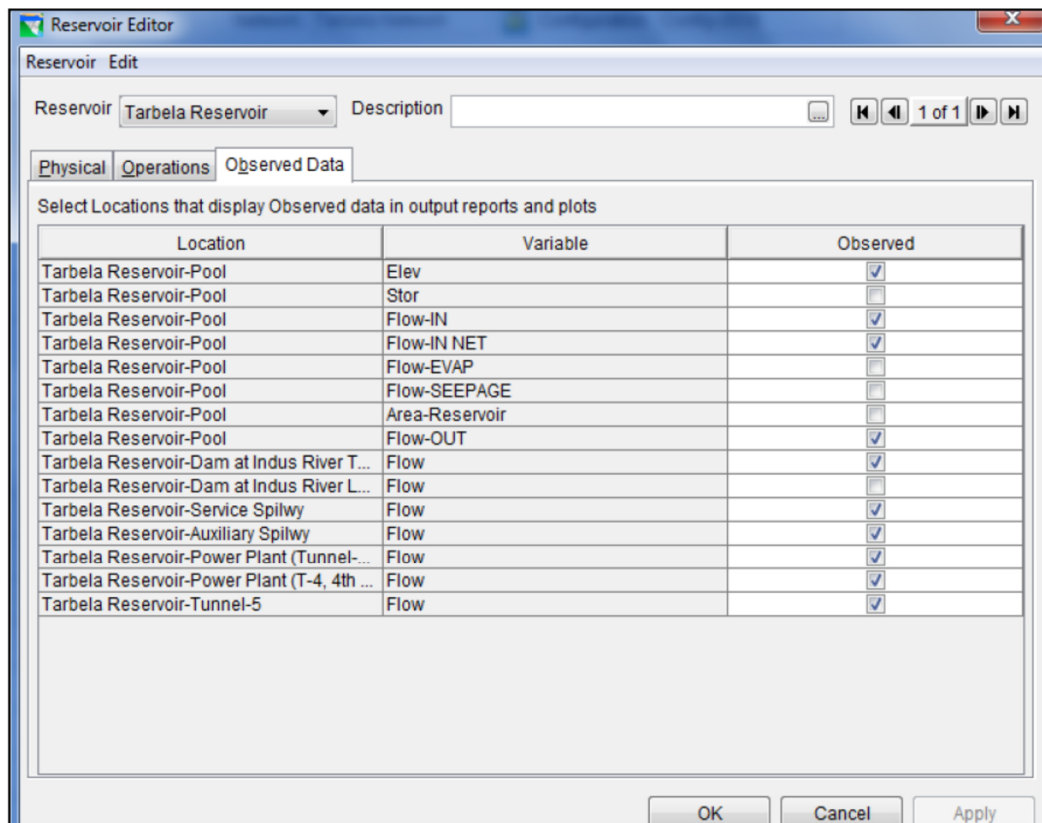 Reservoir Editor
Reservoir Edit
Reservoir Tarbela Reservoir Description ... 1 of 1
Physical Operations Observed Data
Select Locations that display Observed data in output reports and plots
Location Variable Observed
Tarbela Reservoir-Pool Elev
Tarbela Reservoir-Pool Stor
Tarbela Reservoir-Pool Flow-IN
Tarbela Reservoir-Pool Flow-IN NET
Tarbela Reservoir-Pool Flow-EVAP
Tarbela Reservoir-Pool Flow-SEEPAGE
Tarbela Reservoir-Pool Area-Reservoir
Tarbela Reservoir-Pool Flow-OUT
Tarbela Reservoir-Dam at Indus River T... Flow
Tarbela Reservoir-Dam at Indus River L... Flow
Tarbela Reservoir-Service Spilwy Flow
Tarbela Reservoir-Auxiliary Spilwy Flow
Tarbela Reservoir-Power Plant (Tunnel-... Flow
Tarbela Reservoir-Power Plant (T-4, 4th ... Flow
Tarbela Reservoir-Tunnel-5 Flow
OK Cancel Apply